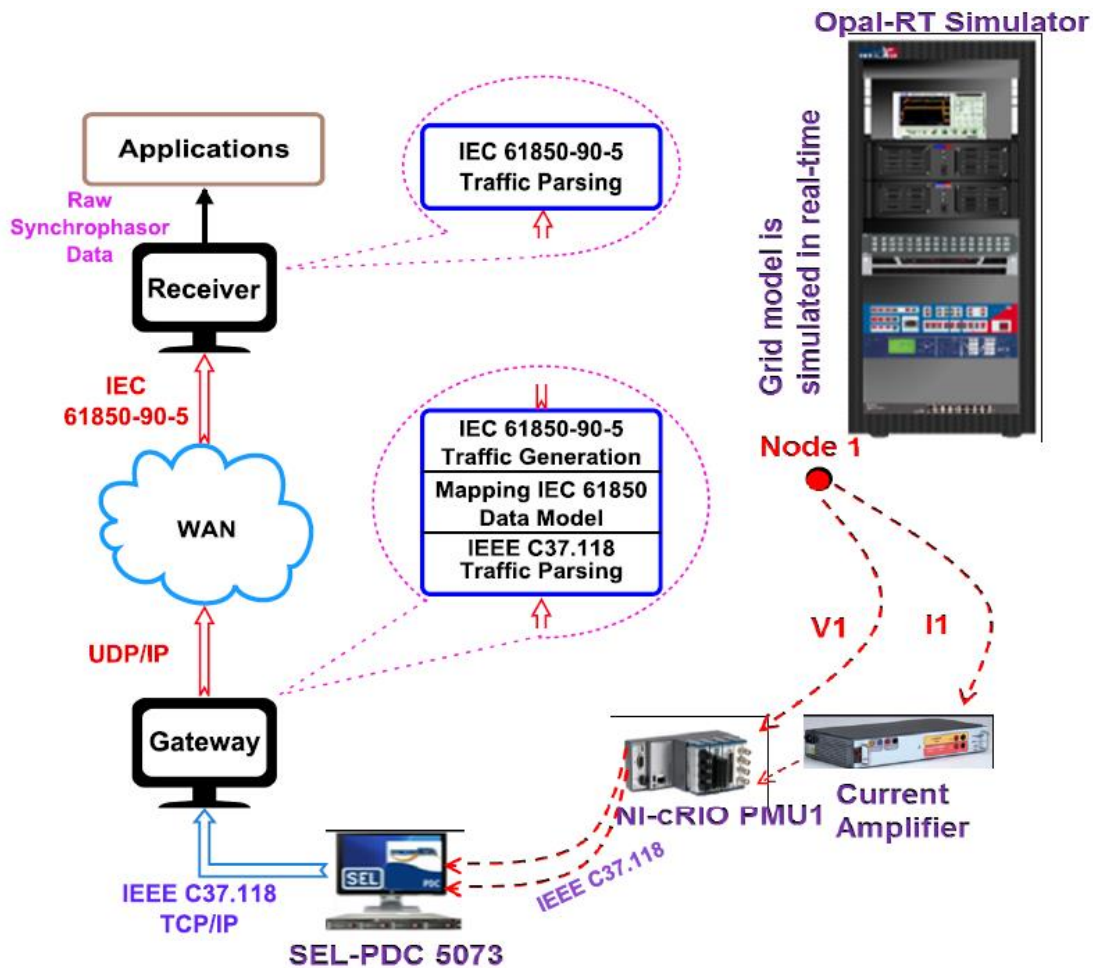 Opal-RT Simulator
Grid model is
simulated in real-time
Applications
Raw
Synchrophasor
Data
Receiver
IEC 61850-90-5
Traffic Parsing
IEC
61850-90-5
WAN
UDP/IP
Gateway
IEC 61850-90-5
Traffic Generation
Mapping IEC 61850
Data Model
IEEE C37.118
Traffic Parsing
Node 1
V1
I1
NI-cRIO PMU1
Current
Amplifier
IEEE C37.118
IEEE C37.118
TCP/IP
SEL
PDC
SEL-PDC 5073